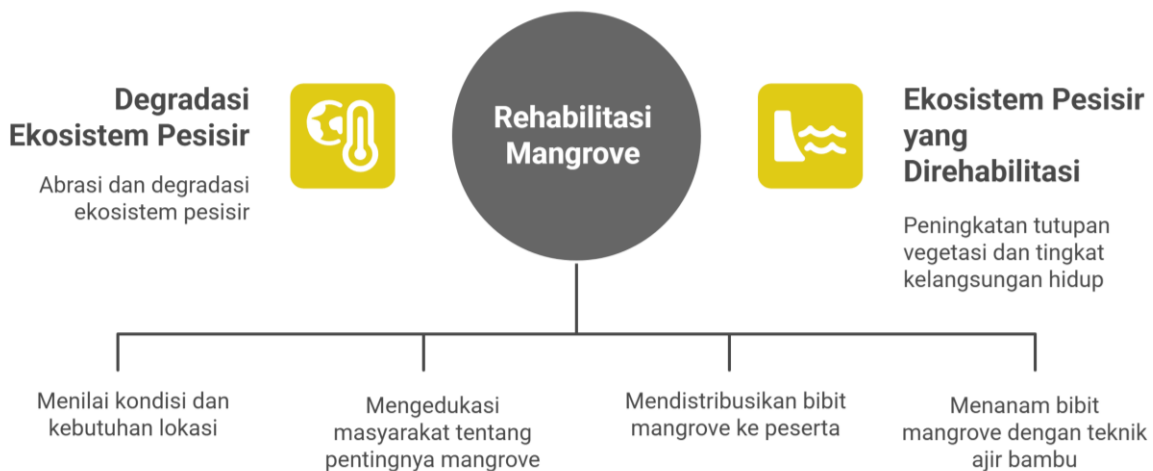 Degradasi
Ekosistem Pesisir
Abrasi dan degradasi
ekosistem pesisir
Rehabilitasi
Mangrove
Ekosistem Pesisir
yang
Direhabilitasi
Peningkatan tutupan
vegetasi dan tingkat
kelangsungan hidup
Menilai kondisi dan
kebutuhan lokasi
Mengedukasi
masyarakat tentang
pentingnya mangrove
Mendistribusikan bibit
mangrove ke peserta
Menanam bibit
mangrove dengan teknik
ajir bambu